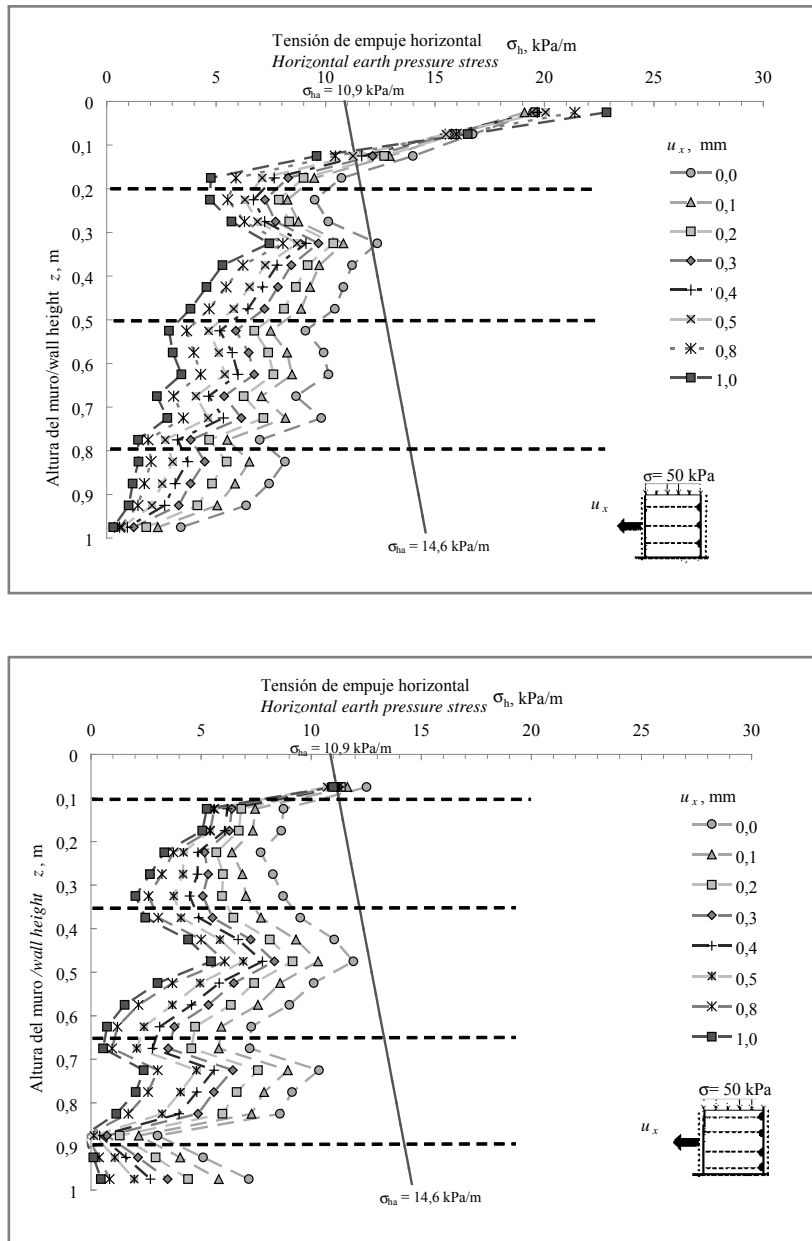 Tensión de empuje horizontal σh, kPa/m
Horizontal earth pressure stress
0 5 10 15 20 25 30
σha = 10,9 kPa/m
0
0,1
0,2
0,3
0,4
0,5
0,6
0,7
0,8
0,9
1
Altura del muro/wall height z, m
ux, mm
0,0
0,1
0,2
0,3
0,4
0,5
0,8
1,0
σ= 50 kPa
ux
σha = 14,6 kPa/m
Tensión de empuje horizontal σh, kPa/m
Horizontal earth pressure stress
0 5 10 15 20 25 30
σha = 10,9 kPa/m
0
0,1
0,2
0,3
0,4
0,5
0,6
0,7
0,8
0,9
1
Altura del muro/wall height z, m
ux, mm
0,0
0,1
0,2
0,3
0,4
0,5
0,8
1,0
σ= 50 kPa
ux
σha = 14,6 kPa/m